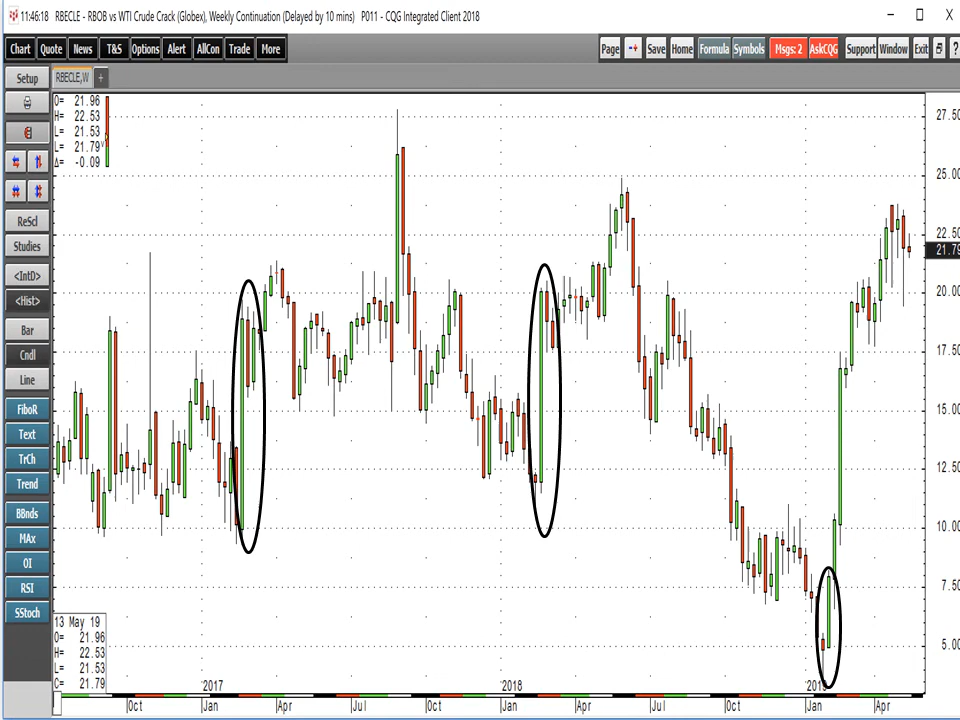 11:46:18 RBECLE - RBOB vs WTI Crude Crack (Globex), Weekly Continuation (Delayed by 10 mins) P011 - CQG Integrated Client 2018
Chart Quote News T&S Options Alert AllCon Trade More Page Save Home Formula Symbols Msgs: 2 AskCQG Support Window Exit ?
Setup RBECLE,W +
O= 21.96
H= 22.53
L= 21.53
L= 21.79
Δ= -0.09
27.50
25.00
22.50
21.79
20.00
17.50
15.00
12.50
10.00
7.50
5.00
ReScl
Studies
<IntD>
<Hist>
Bar
Cndl
Line
FiboR
Text
TrCh
Trend
BBnds
MAx
OI
RSI
SStoch
13 May 19
O= 21.96
H= 22.53
L= 21.53
C= 21.79
2017 2018 2019
Oct Jan Apr Jul Oct Jan Apr Jul Oct Jan Apr